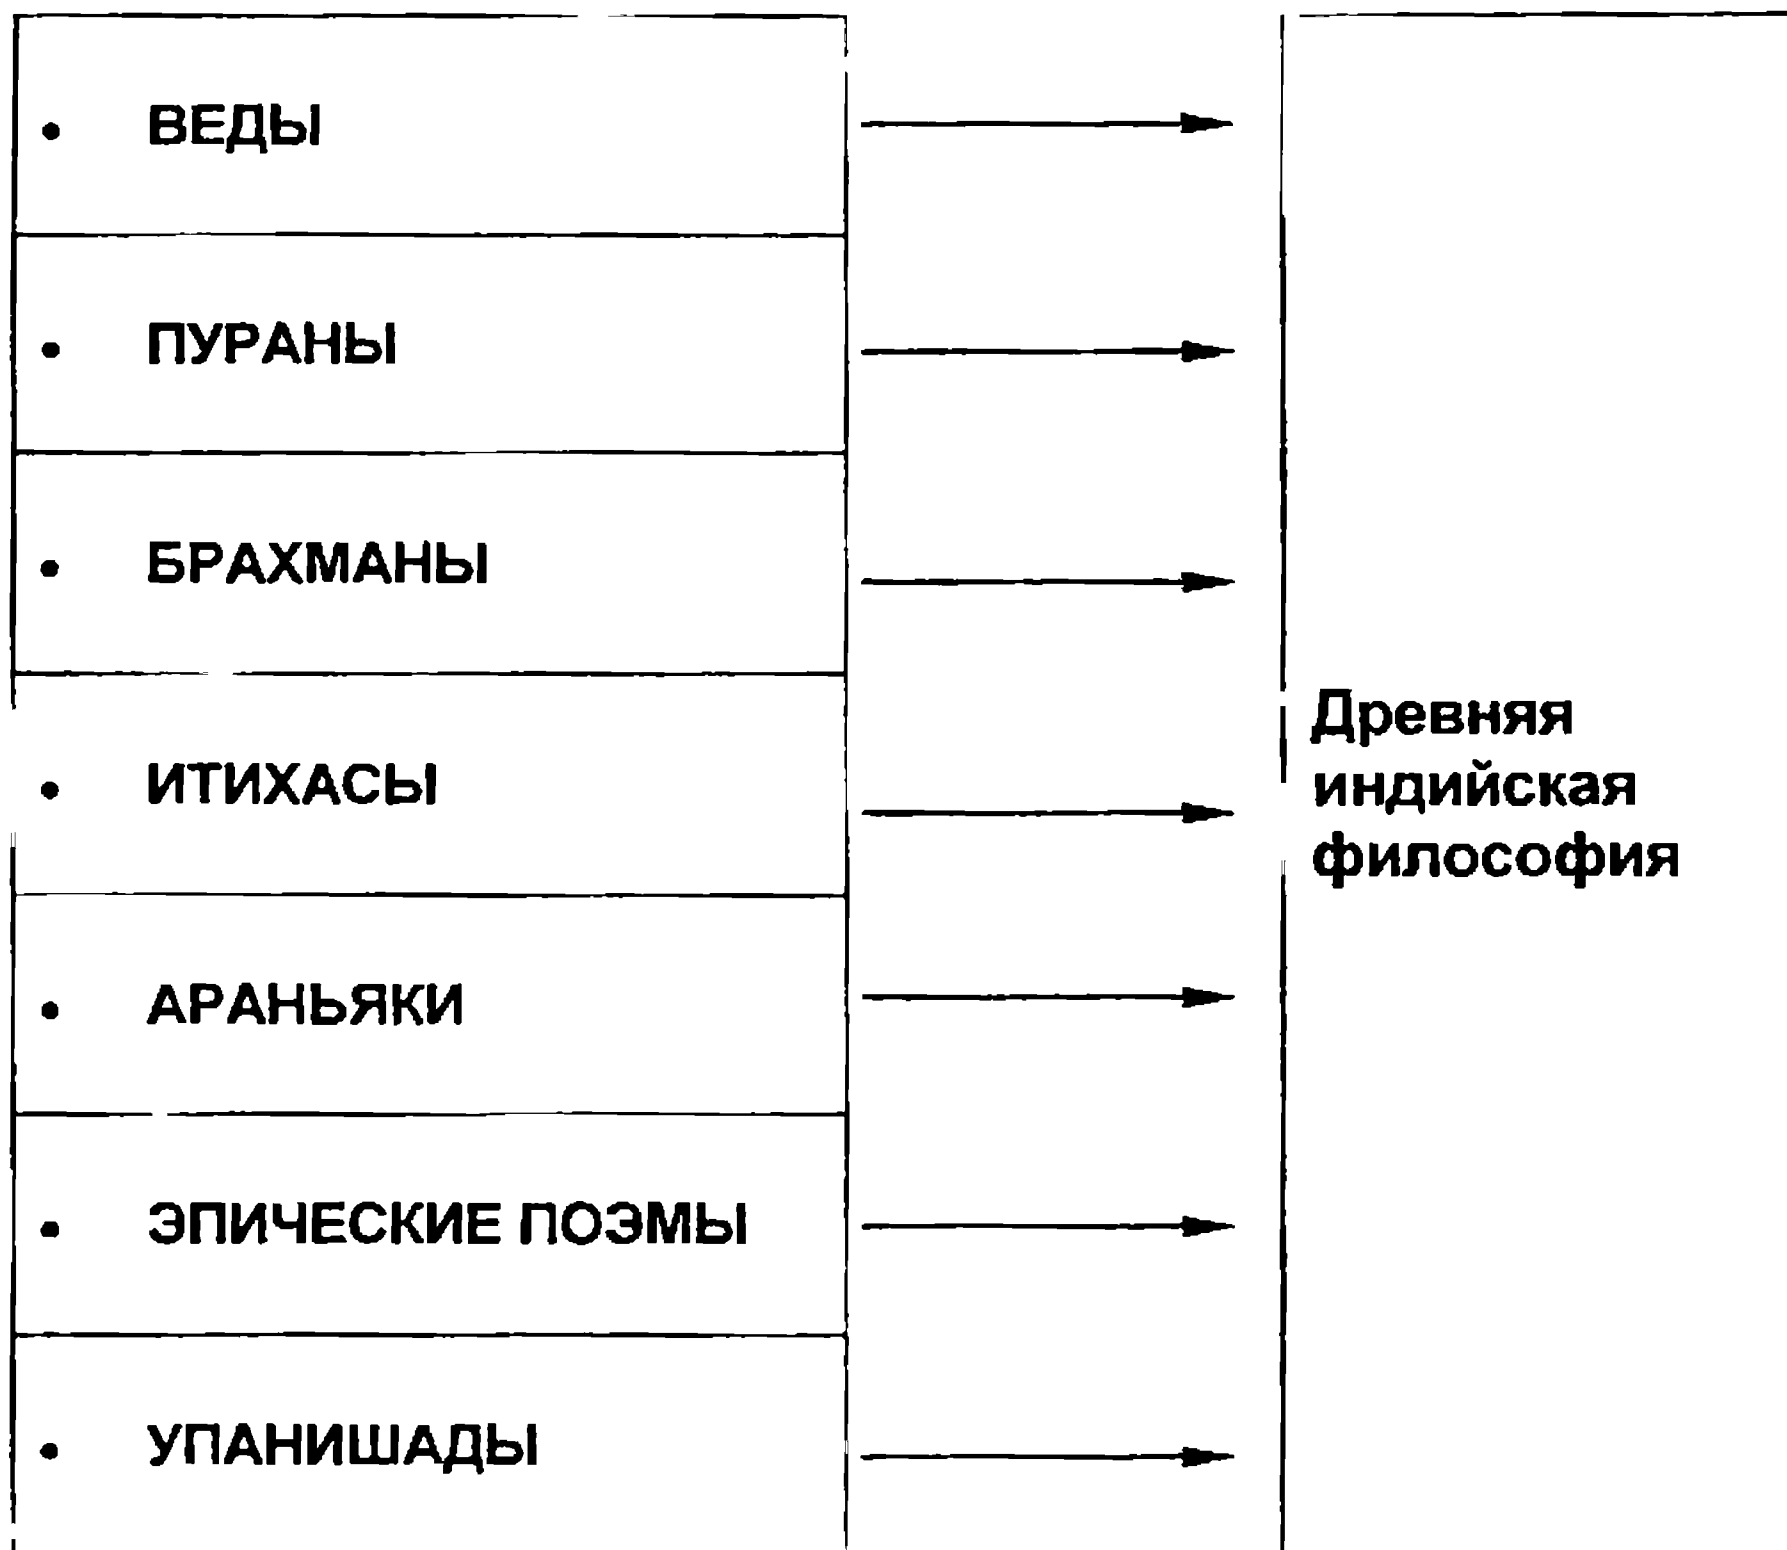 • ВЕДЫ
• ПУРАНЫ
• БРАХМАНЫ
• ИТИХАСЫ
• АРАНЬЯКИ
• ЭПИЧЕСКИЕ ПОЭМЫ
• УПАНИШАДЫ
Древняя
индийская
философия